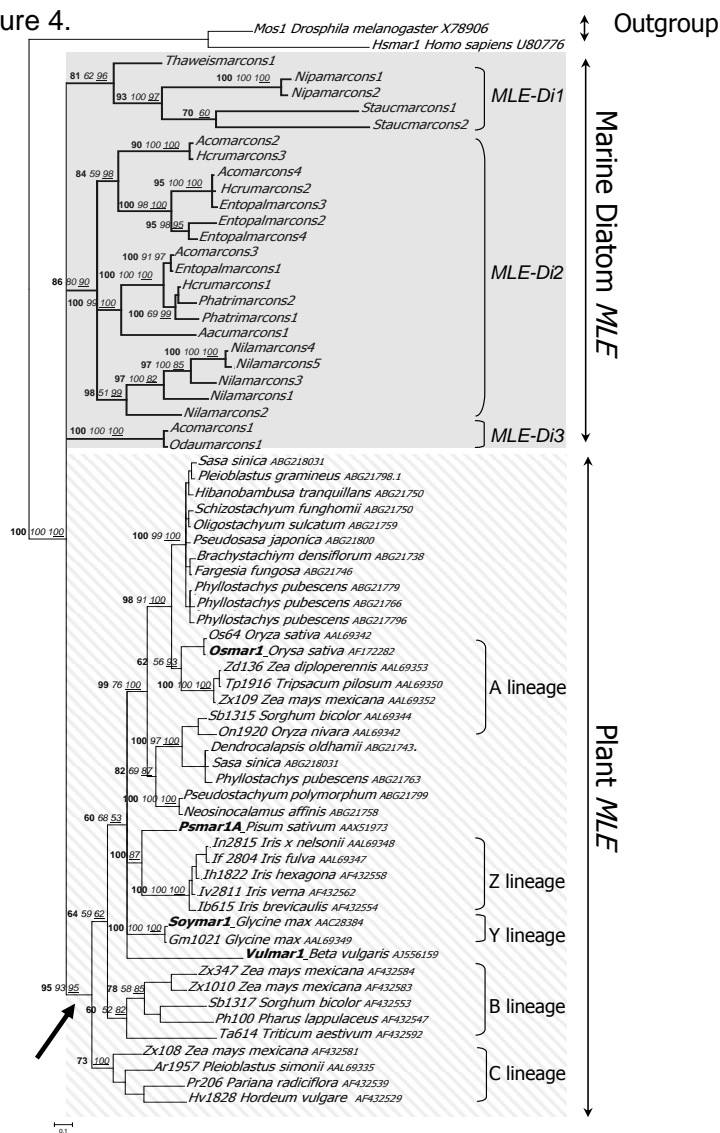 ure 4.
Mos1 Drosphila melanogaster X78906
Hsmar1 Homo sapiens U80776
Outgroup
Thaweismarcons1
81 62 96
100 100 100
Nipamarcons1
Nipamarcons2
93 100 97
Staucmarcons1
70 60
Staucmarcons2
MLE-Di1
90 100 100
Acomarcons2
Hcrumarcons3
84 59 98
Acomarcons4
95 100 100
Hcrumarcons2
100 98 100
Entopalmarcons3
Entopalmarcons2
95 98 95
Entopalmarcons4
100 91 97
Acomarcons3
100 100 100
Entopalmarcons1
86 80 90
Hcrumarcons1
100 99 100
Phatrimarcons2
100 69 99
Phatrimarcons1
Aacumarcons1
MLE-Di2
100 100 100
Nilamarcons4
97 100 85
Nilamarcons5
97 100 82
Nilamarcons3
98 51 99
Nilamarcons1
Nilamarcons2
100 100 100
Acomarcons1
Odaumarcons1
MLE-Di3
Marine Diatom MLE
Sasa sinica ABG218031
Pleioblastus gramineus ABG21798.1
Hibanobambusa tranquillans ABG21750
Schizostachyum funghomii ABG21750
Oligostachyum sulcatum ABG21759
100 100 100
100 99 100
Pseudosasa japonica ABG21800
Brachystachiym densiflorum ABG21738
Fargesia fungosa ABG21746
Phyllostachys pubescens ABG21779
98 91 100
Phyllostachys pubescens ABG21766
Phyllostachys pubescens ABG217796
Os64 Oryza sativa AAL69342
Osmar1_Orysa sativa AF172282
62 56 93
Zd136 Zea diploperennis AAL69353
99 76 100
100 100 100
Tp1916 Tripsacum pilosum AAL69350
Zx109 Zea mays mexicana AAL69352
A lineage
Sb1315 Sorghum bicolor AAL69344
On1920 Oryza nivara AAL69342
100 97 100
Dendrocalapsis oldhamii ABG21743.
82 69 87
Sasa sinica ABG218031
Phyllostachys pubescens ABG21763
100 100 100
Pseudostachyum polymorphum ABG21799
Neosinocalamus affinis ABG21758
60 68 53
Psmar1A_Pisum sativum AAX51973
In2815 Iris x nelsonii AAL69348
100 87
If 2804 Iris fulva AAL69347
Ih1822 Iris hexagona AF432558
100 100 100
Iv2811 Iris verna AF432562
Ib615 Iris brevicaulis AF432554
Z lineage
64 59 62
Soymar1_Glycine max AAC28384
100 100 100
Gm1021 Glycine max AAL69349
Y lineage
Vulmar1_Beta vulgaris AJ556159
Zx347 Zea mays mexicana AF432584
95 93 95
78 58 85
Zx1010 Zea mays mexicana AF432583
Sb1317 Sorghum bicolor AF432553
60 52 82
Ph100 Pharus lappulaceus AF432547
Ta614 Triticum aestivum AF432592
B lineage
Zx108 Zea mays mexicana AF432581
73 100
Ar1957 Pleioblastus simonii AAL69335
Pr206 Pariana radiciflora AF432539
Hv1828 Hordeum vulgare AF432529
C lineage
Plant MLE
0.1